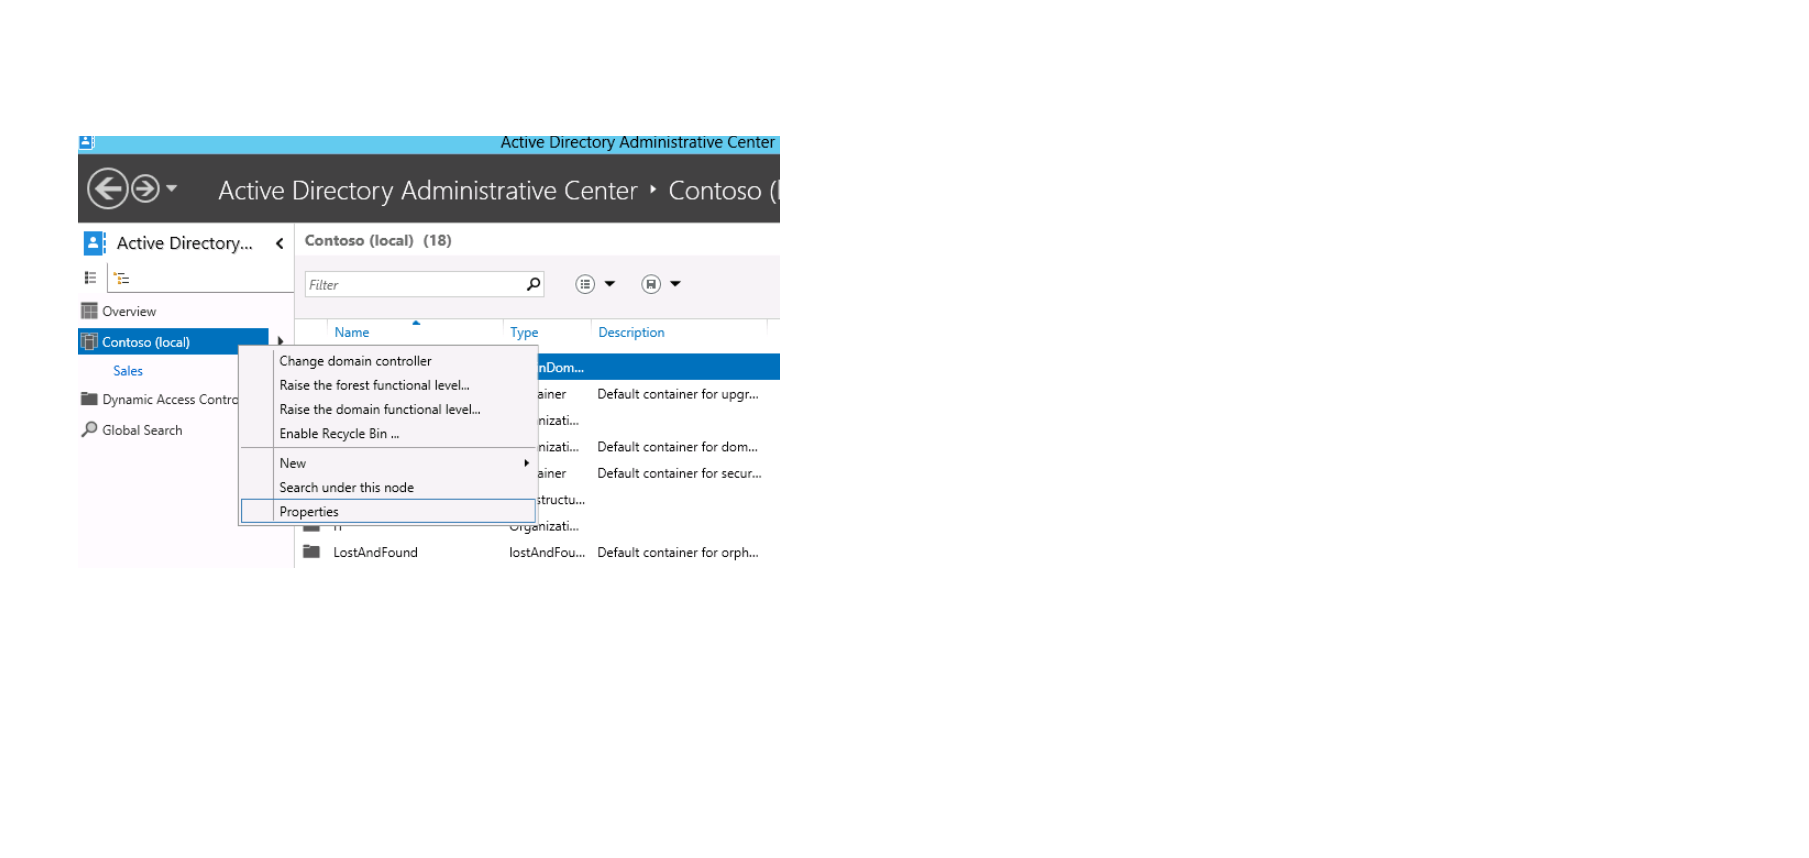 Active Directory Administrative Center
Active Directory Administrative Center ‣ Contoso (
Active Directory...
Overview
Contoso (local)
Sales
Dynamic Access Contro
Global Search
Contoso (local) (18)
Filter
Name Type Description
Change domain controller
Raise the forest functional level...
Raise the domain functional level...
Enable Recycle Bin ...
New
Search under this node
Properties
nDom...
ainer Default container for upgr...
nizati...
nizati... Default container for dom...
ainer Default container for secur...
structu...
Organizati...
LostAndFound lostAndFou... Default container for orph...